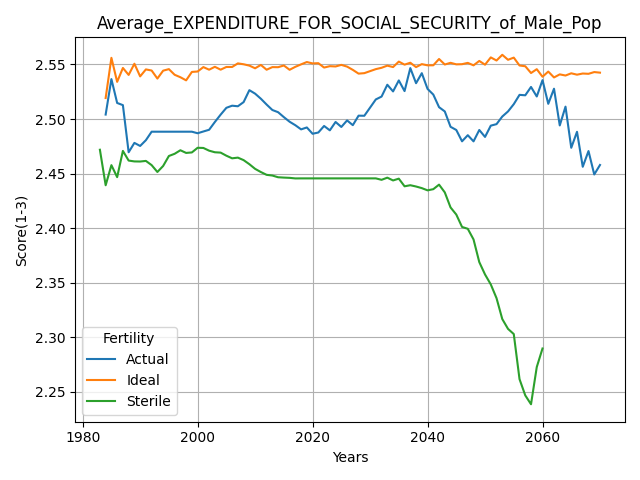 Average_EXPENDITURE_FOR_SOCIAL_SECURITY_of_Male_Pop
Score(1-3)
2.55
2.50
2.45
2.40
2.35
2.30
2.25
Fertility
Actual
Ideal
Sterile
1980 2000 2020 2040 2060
Years